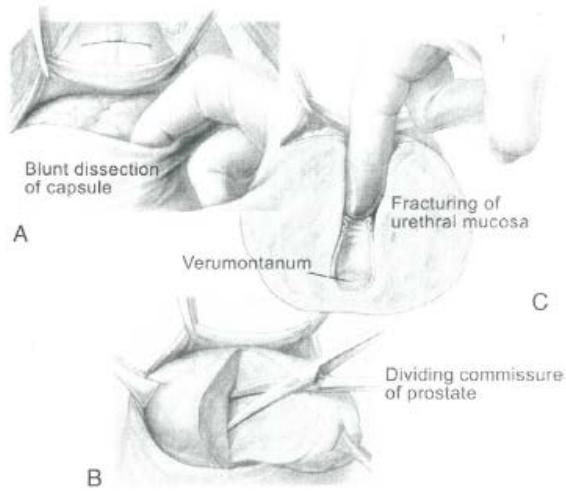 Blunt dissection
of capsule
A
Fracturing of
urethral mucosa
Verumontanum
C
Dividing commissure
of prostate
B